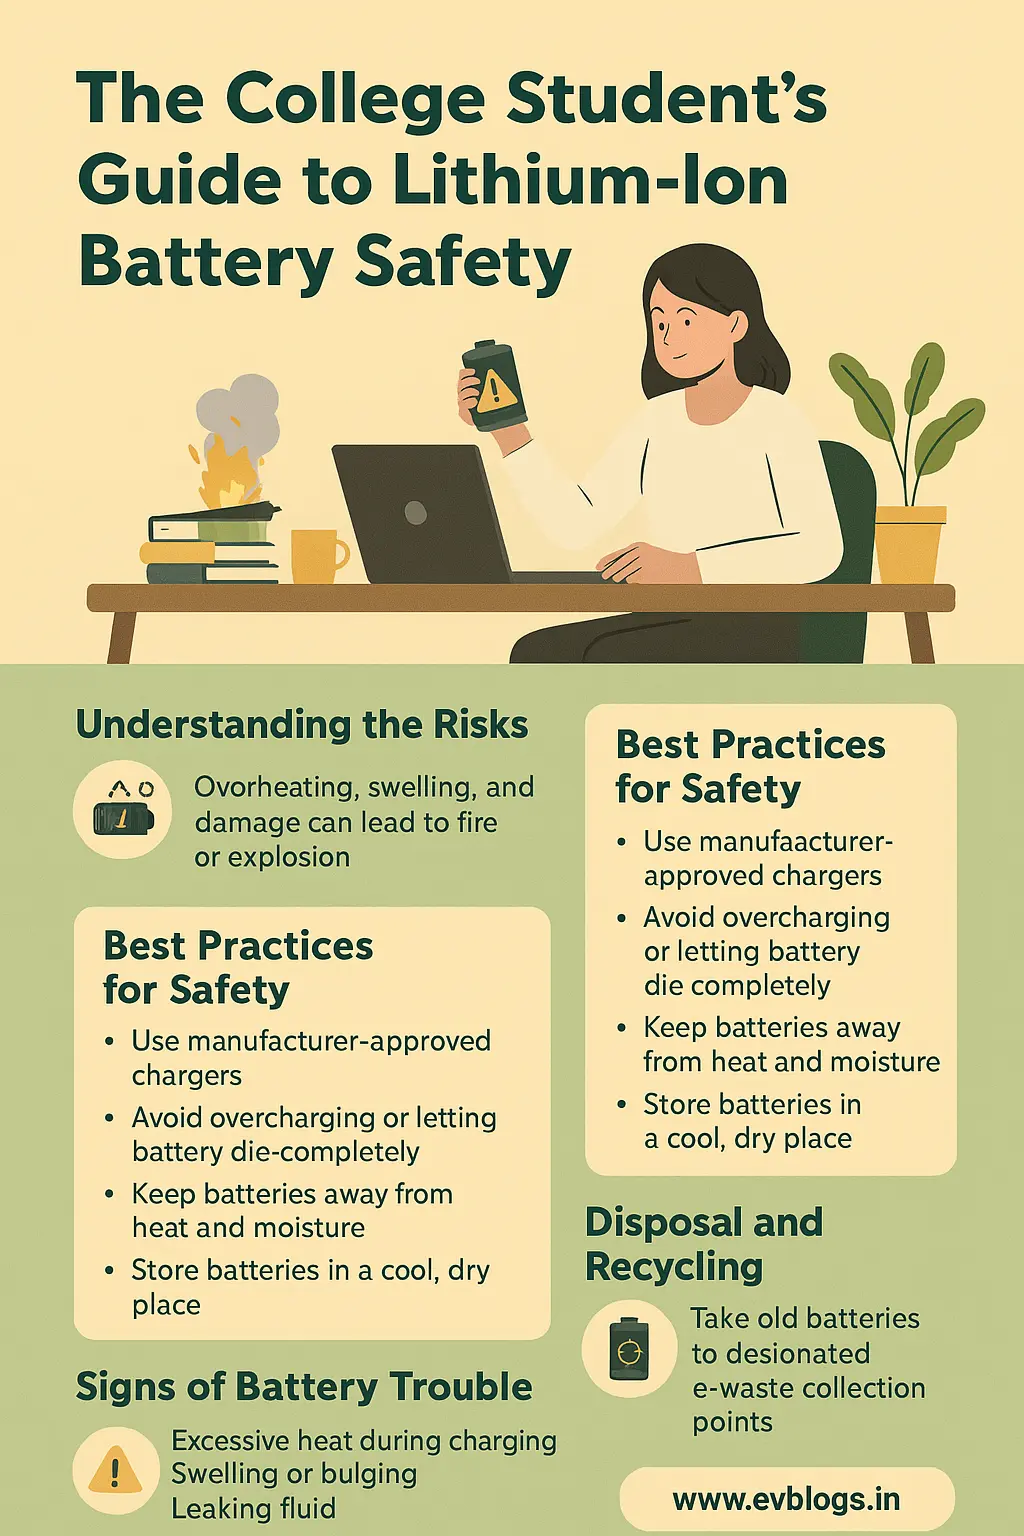 The College Student's
Guide to Lithium-Ion
Battery Safety
Understanding the Risks
Ovorheating, swelling, and
damage can lead to fire
or explosion
Best Practices
for Safety
• Use manufacturer-approved
chargers
• Avoid overcharging or letting
battery die-completely
• Keep batteries away from
heat and moisture
• Store batteries in a cool, dry
place
Signs of Battery Trouble
Excessive heat during charging
Swelling or bulging
Leaking fluid
Best Practices
for Safety
• Use manufaacturer-
approved chargers
• Avoid overcharging
or letting battery
die completely
• Keep batteries away
from heat and moisture
• Store batteries in
a cool, dry place
Disposal and
Recycling
Take old batteries
to desionated
e-waste collection
points
www.evblogs.in